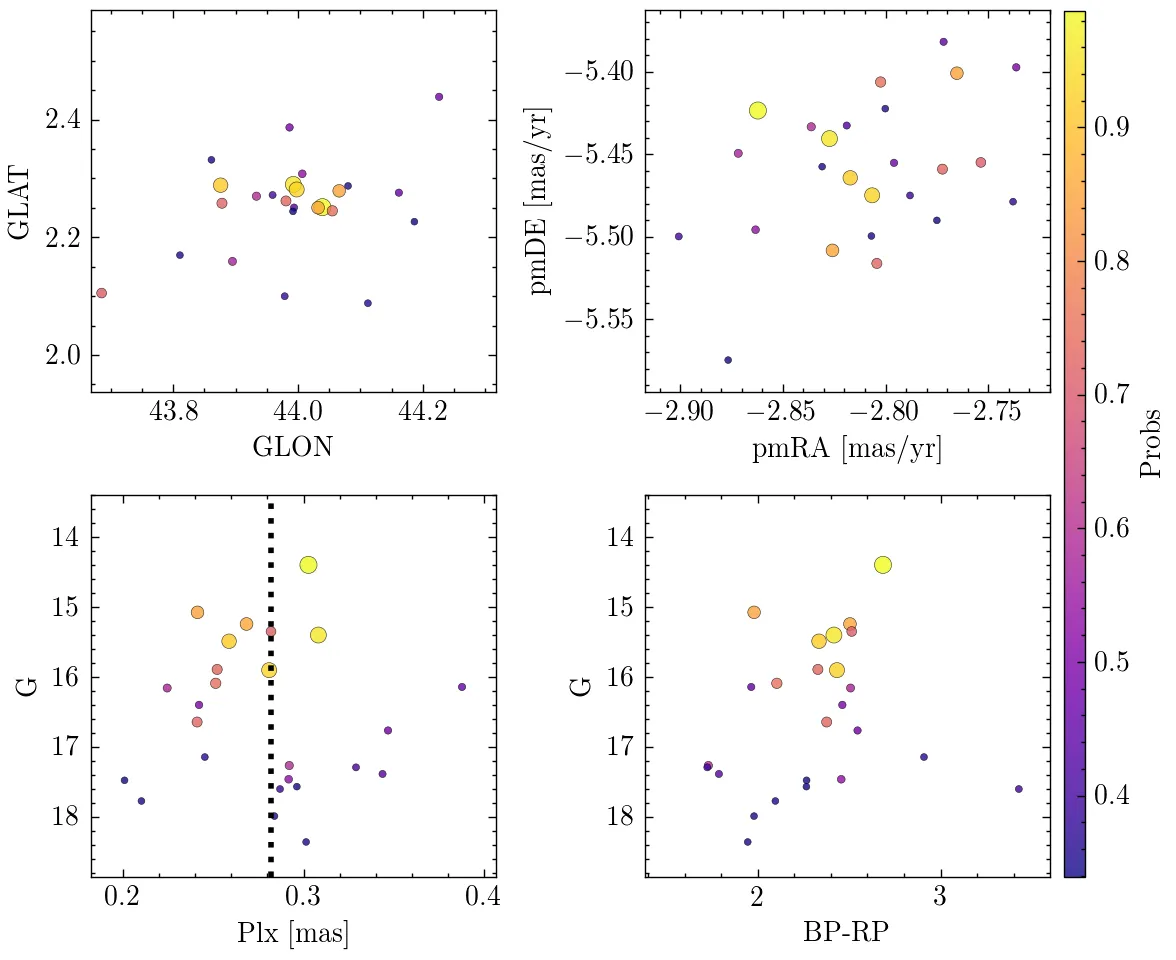 2.4
2.2
2.0
GLAT
43.8 44.0 44.2
GLON
−5.40
−5.45
−5.50
−5.55
pmDE [mas/yr]
−2.90 −2.85 −2.80 −2.75
pmRA [mas/yr]
14
15
16
17
18
G
0.2 0.3 0.4
Plx [mas]
14
15
16
17
18
G
2 3
BP-RP
0.9
0.8
0.7
0.6
0.5
0.4
Probs